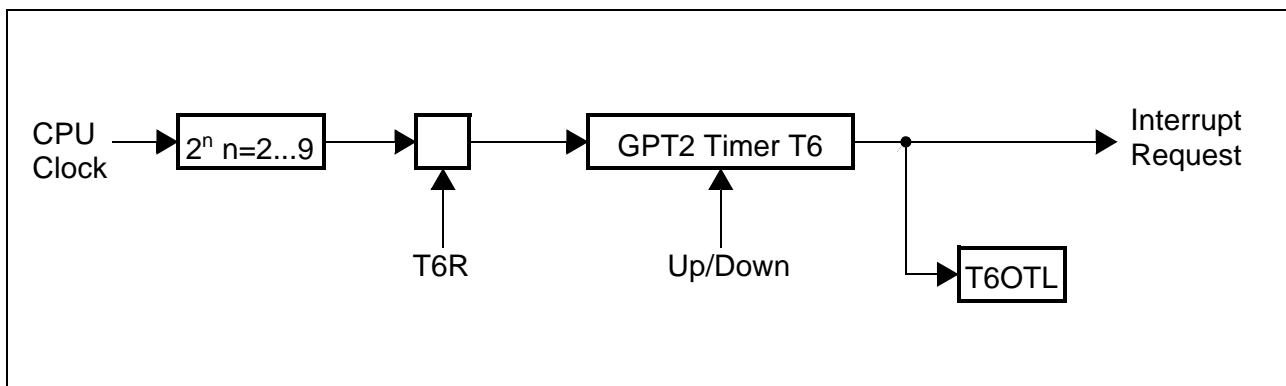 CPU
Clock
2ⁿ n=2...9
T6R
GPT2 Timer T6
Up/Down
Interrupt
Request
T6OTL